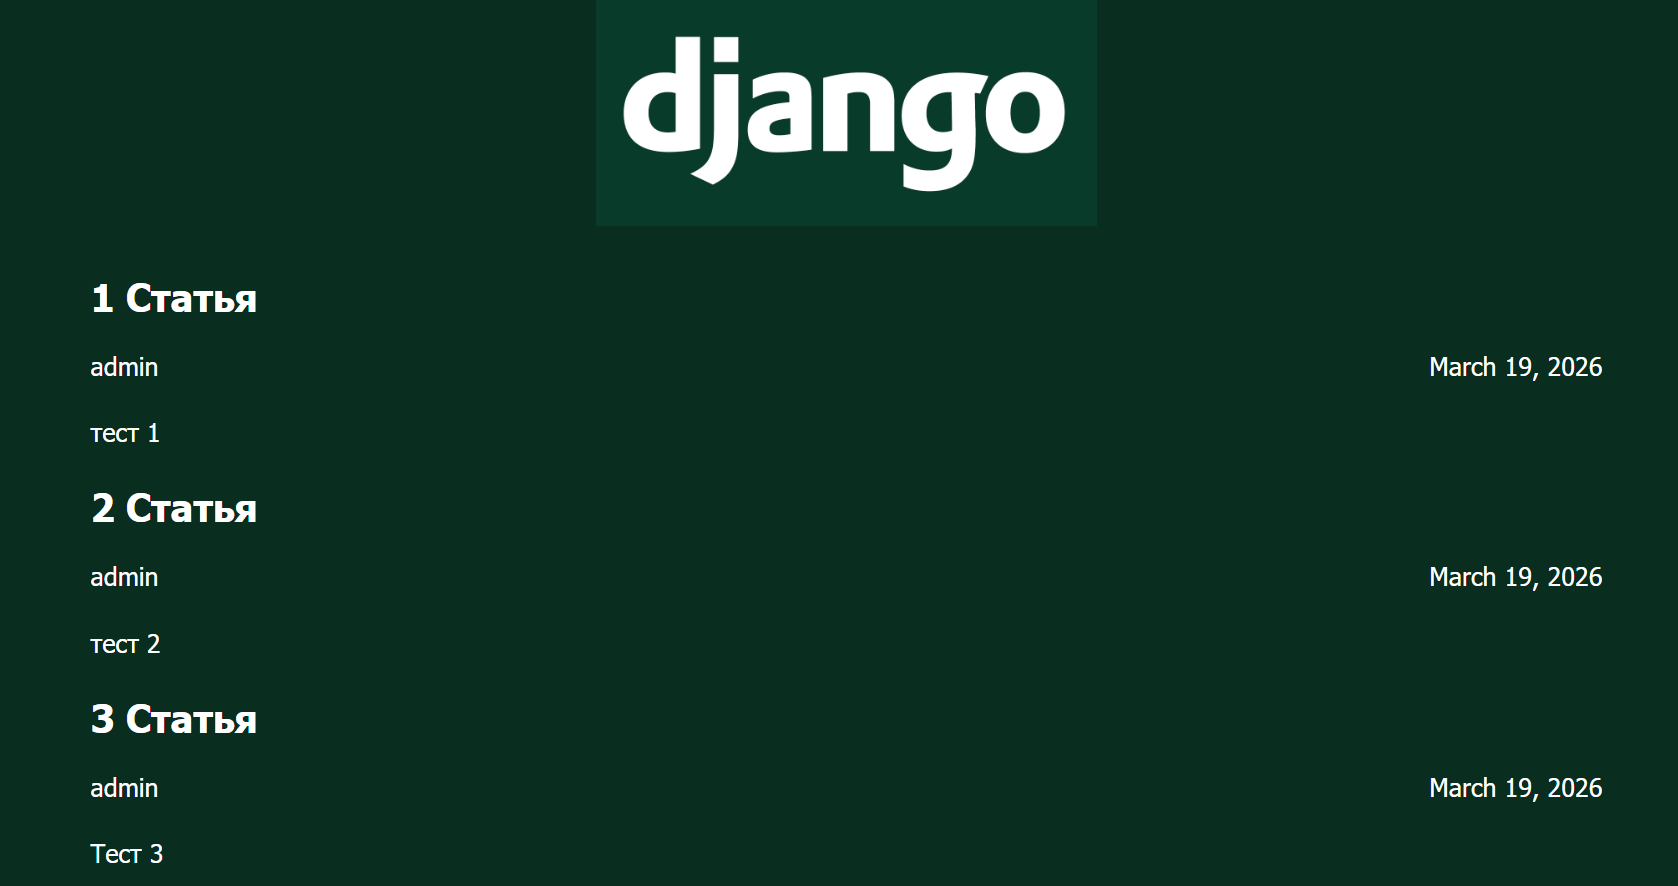 django
1 Статья
admin March 19, 2026
тест 1
2 Статья
admin March 19, 2026
тест 2
3 Статья
admin March 19, 2026
Тест 3